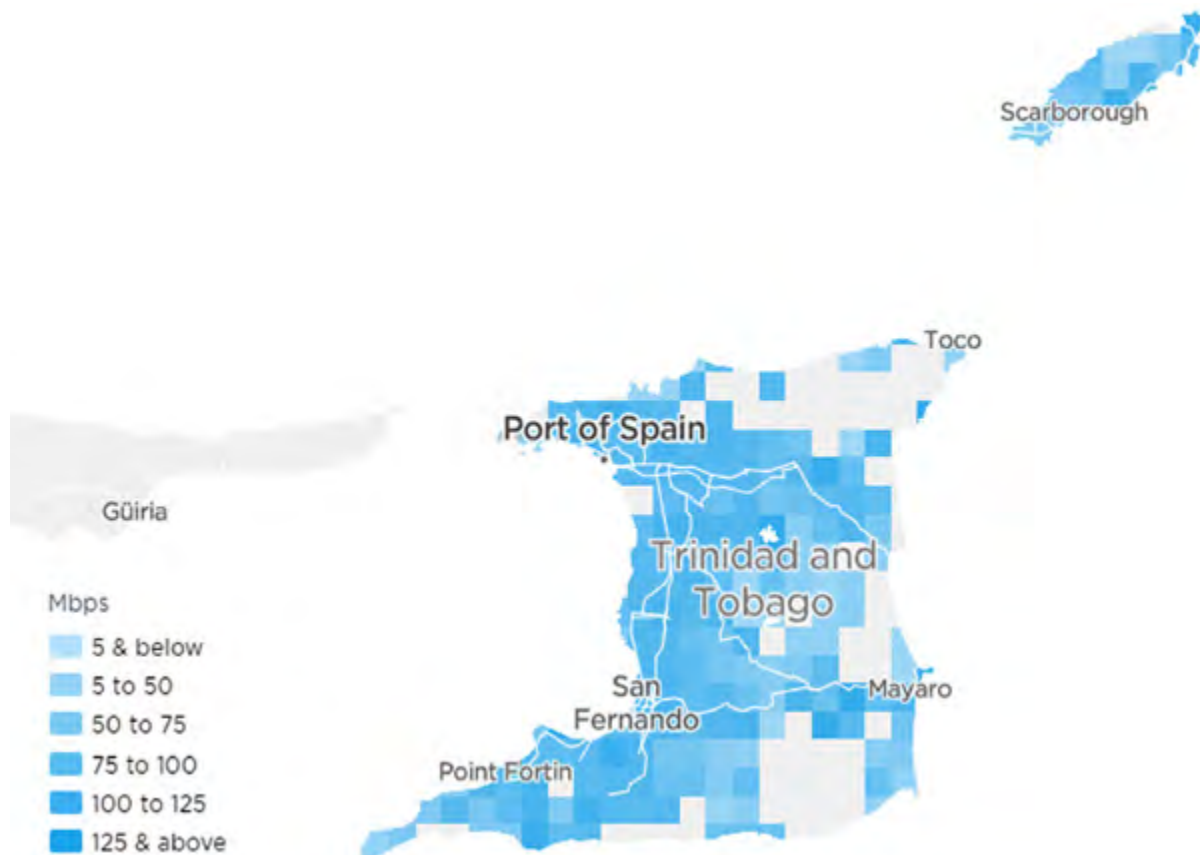 Scarborough
Toco
Port of Spain
Güiria
Trinidad and
Tobago
Mbps
5 & below
5 to 50
50 to 75
75 to 100
100 to 125
125 & above
San
Fernando
Mayaro
Point Fortin